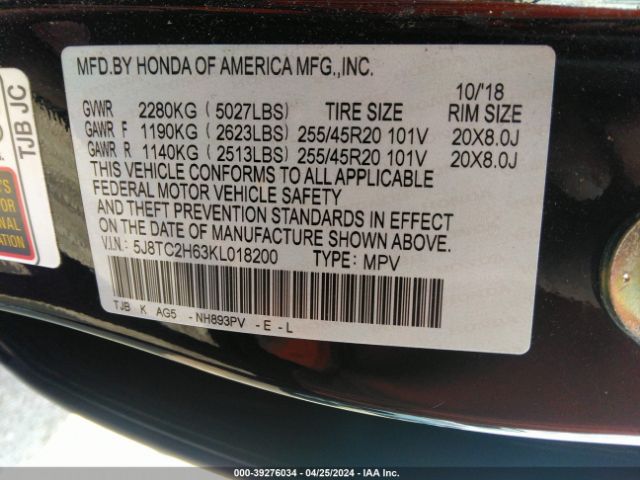 MFD.BY HONDA OF AMERICA MFG.,INC.
10/'18
GVWR 2280KG ( 5027LBS) TIRE SIZE RIM SIZE
GAWR F 1190KG ( 2623LBS) 255/45R20 101V 20X8.0J
GAWR R 1140KG ( 2513LBS) 255/45R20 101V 20X8.0J
THIS VEHICLE CONFORMS TO ALL APPLICABLE
FEDERAL MOTOR VEHICLE SAFETY
AND THEFT PREVENTION STANDARDS IN EFFECT
ON THE DATE OF MANUFACTURE SHOWN ABOVE.
V.I.N.: 5J8TC2H63KL018200 TYPE: MPV
TJB K AG5 -NH893PV -E-L
TJB JC
000-39276034 / 04/25/2024 - IAA Inc.